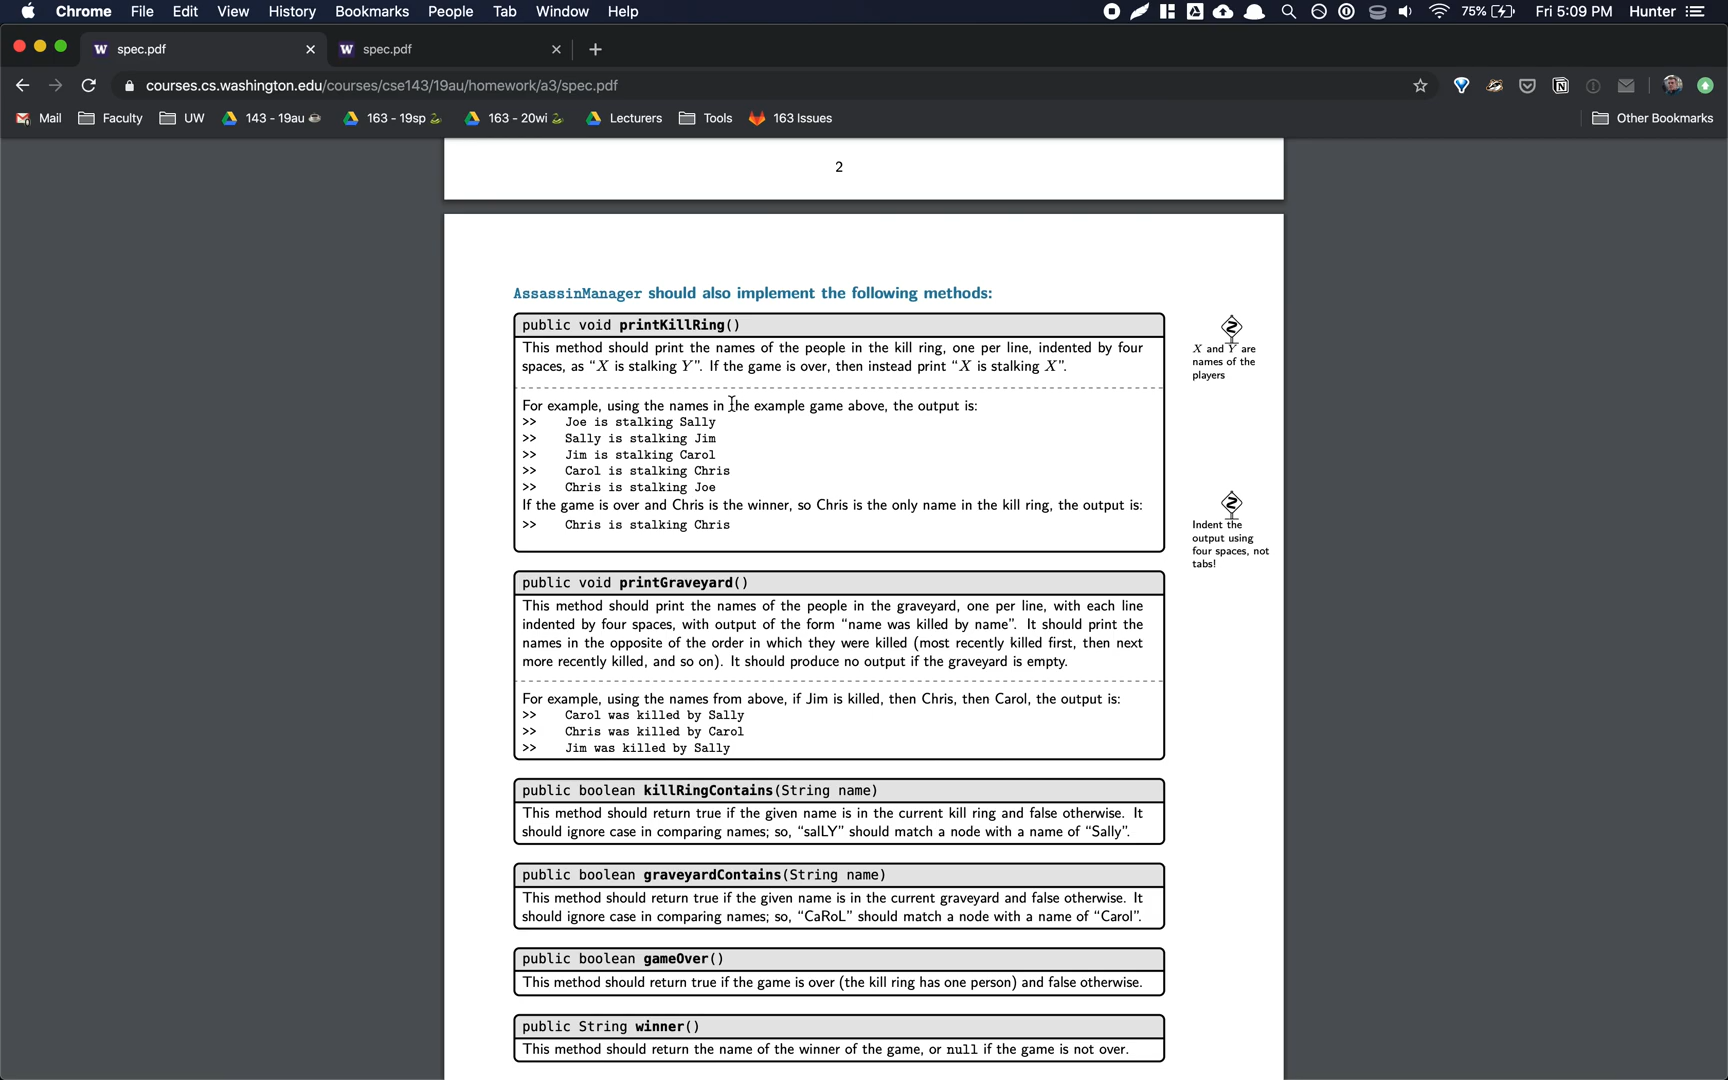 Chrome File Edit View History Bookmarks People Tab Window Help 75% Fri 5:09 PM Hunter
spec.pdf spec.pdf
courses.cs.washington.edu/courses/cse143/19au/homework/a3/spec.pdf
Mail Faculty UW 143 - 19au 163 - 19sp 163 - 20wi Lecturers Tools 163 Issues Other Bookmarks
2
AssassinManager should also implement the following methods:
public void printKillRing()
This method should print the names of the people in the kill ring, one per line, indented by four
spaces, as “X is stalking Y”. If the game is over, then instead print “X is stalking X”.
X and Y are
names of the
players
For example, using the names in the example game above, the output is:
>> Joe is stalking Sally
>> Sally is stalking Jim
>> Jim is stalking Carol
>> Carol is stalking Chris
>> Chris is stalking Joe
If the game is over and Chris is the winner, so Chris is the only name in the kill ring, the output is:
>> Chris is stalking Chris
Indent the
output using
four spaces, not
tabs!
public void printGraveyard()
This method should print the names of the people in the graveyard, one per line, with each line
indented by four spaces, with output of the form “name was killed by name”. It should print the
names in the opposite of the order in which they were killed (most recently killed first, then next
more recently killed, and so on). It should produce no output if the graveyard is empty.
For example, using the names from above, if Jim is killed, then Chris, then Carol, the output is:
>> Carol was killed by Sally
>> Chris was killed by Carol
>> Jim was killed by Sally
public boolean killRingContains(String name)
This method should return true if the given name is in the current kill ring and false otherwise. It
should ignore case in comparing names; so, “salLY” should match a node with a name of “Sally”.
public boolean graveyardContains(String name)
This method should return true if the given name is in the current graveyard and false otherwise. It
should ignore case in comparing names; so, “CaRoL” should match a node with a name of “Carol”.
public boolean gameOver()
This method should return true if the game is over (the kill ring has one person) and false otherwise.
public String winner()
This method should return the name of the winner of the game, or null if the game is not over.